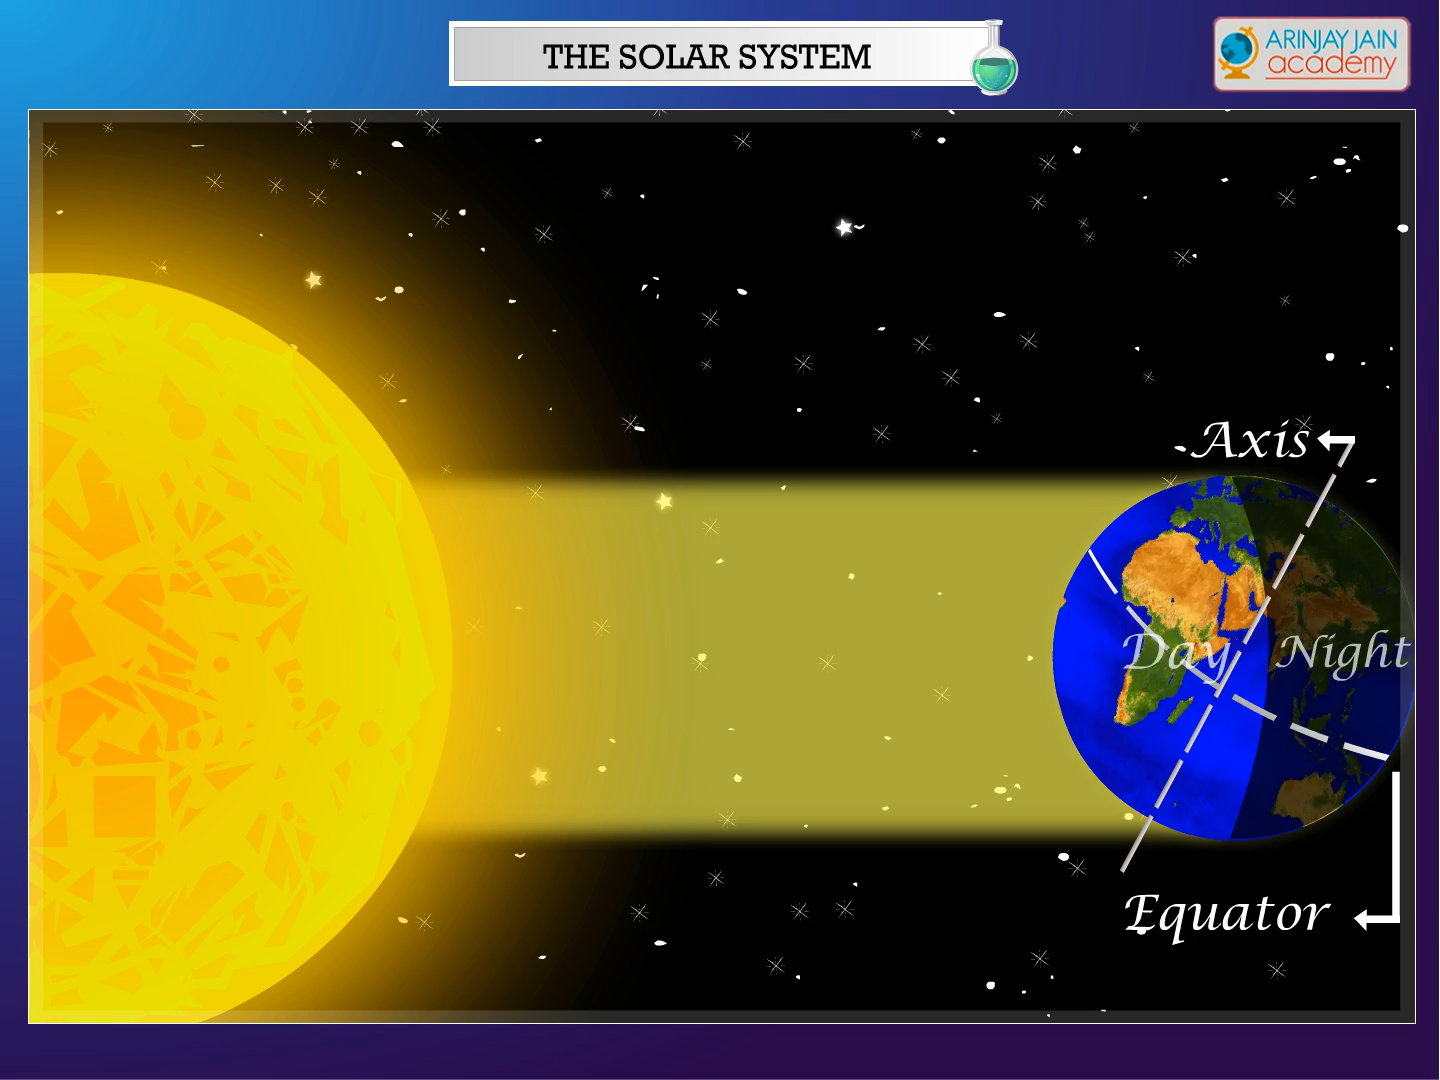 THE SOLAR SYSTEM
ARINJAY JAIN
academy
Axis
Day Night
Equator